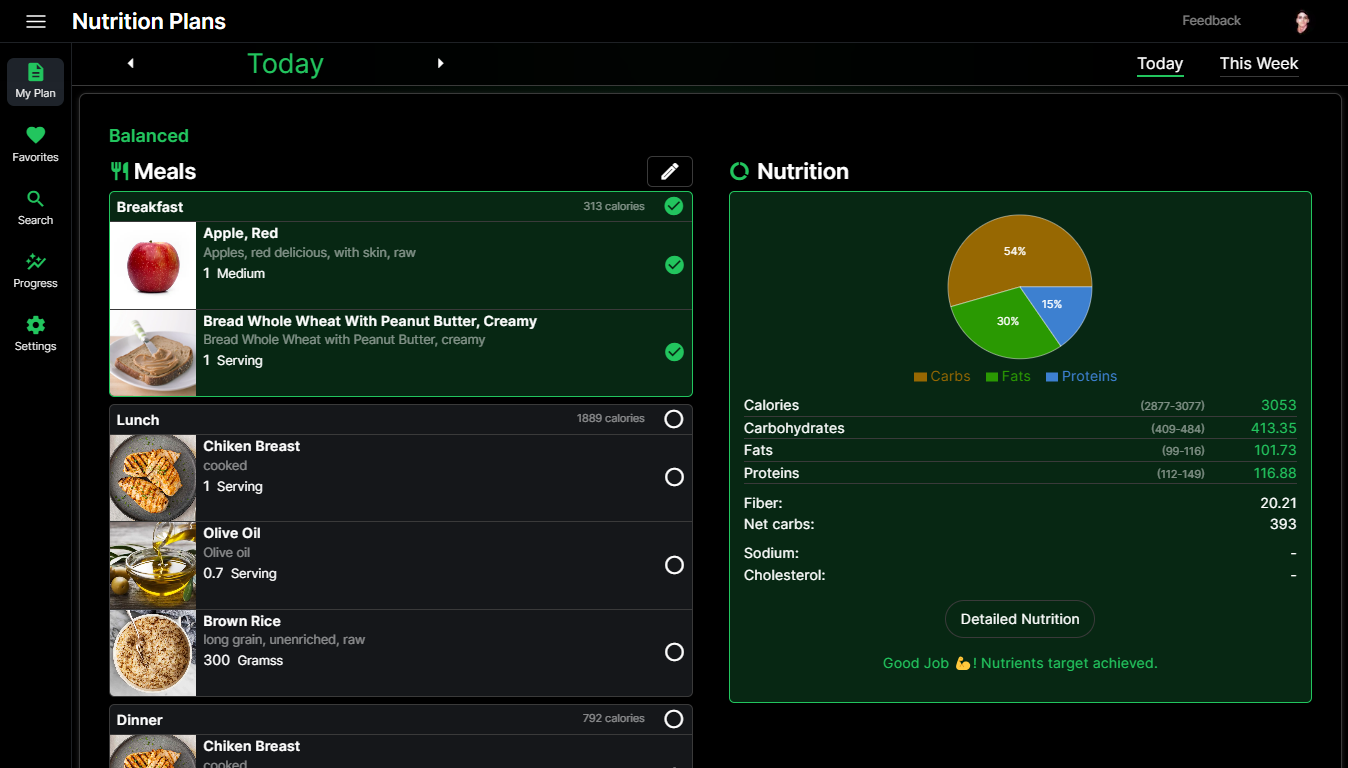 Nutrition Plans
Feedback
My Plan
Favorites
Search
Progress
Settings
Today
Today
This Week
Balanced
Meals
Breakfast
313 calories
Apple, Red
Apples, red delicious, with skin, raw
1 Medium
Bread Whole Wheat With Peanut Butter, Creamy
Bread Whole Wheat with Peanut Butter, creamy
1 Serving
Lunch
1889 calories
Chiken Breast
cooked
1 Serving
Olive Oil
Olive oil
0.7 Serving
Brown Rice
long grain, unenriched, raw
300 Gramss
Dinner
792 calories
Chiken Breast
cooked
Nutrition
54%
15%
30%
Carbs Fats Proteins
Calories (2877-3077) 3053
Carbohydrates (409-484) 413.35
Fats (99-116) 101.73
Proteins (112-149) 116.88
Fiber: 20.21
Net carbs: 393
Sodium: -
Cholesterol: -
Detailed Nutrition
Good Job 💪! Nutrients target achieved.